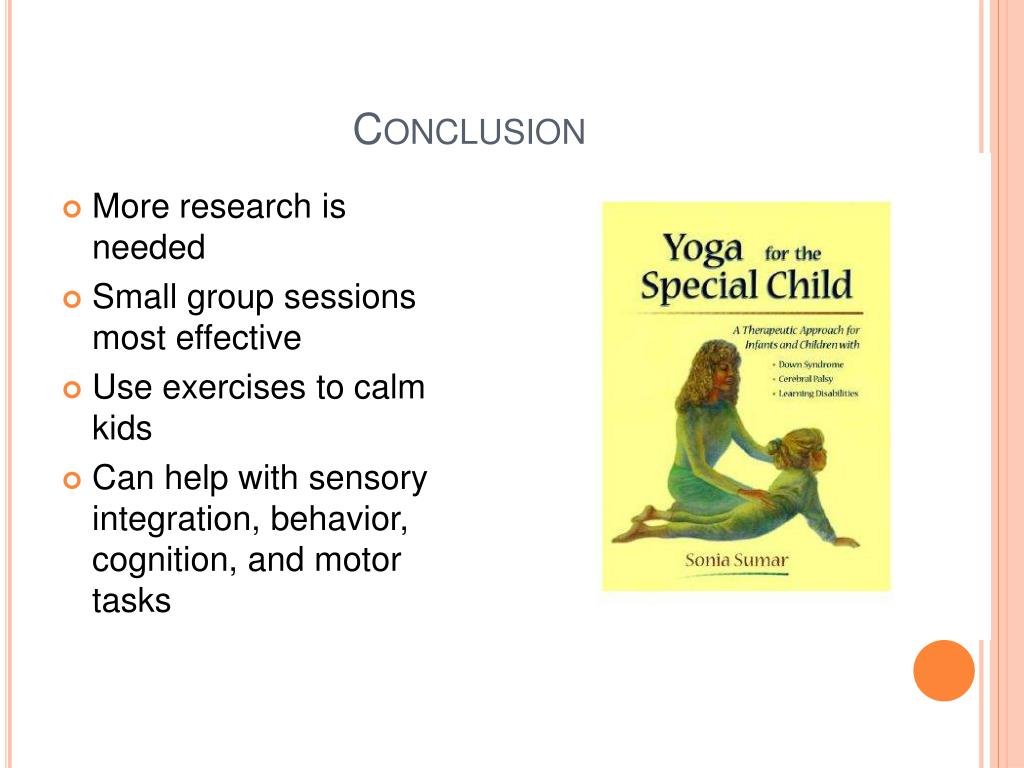 CONCLUSION
More research is
needed
Small group sessions
most effective
Use exercises to calm
kids
Can help with sensory
integration, behavior,
cognition, and motor
tasks
Yoga for the
Special Child
A Therapeutic Approach for
Infants and Children with
• Down Syndrome
• Cerebral Palsy
• Learning Disabilities
Sonia Sumar